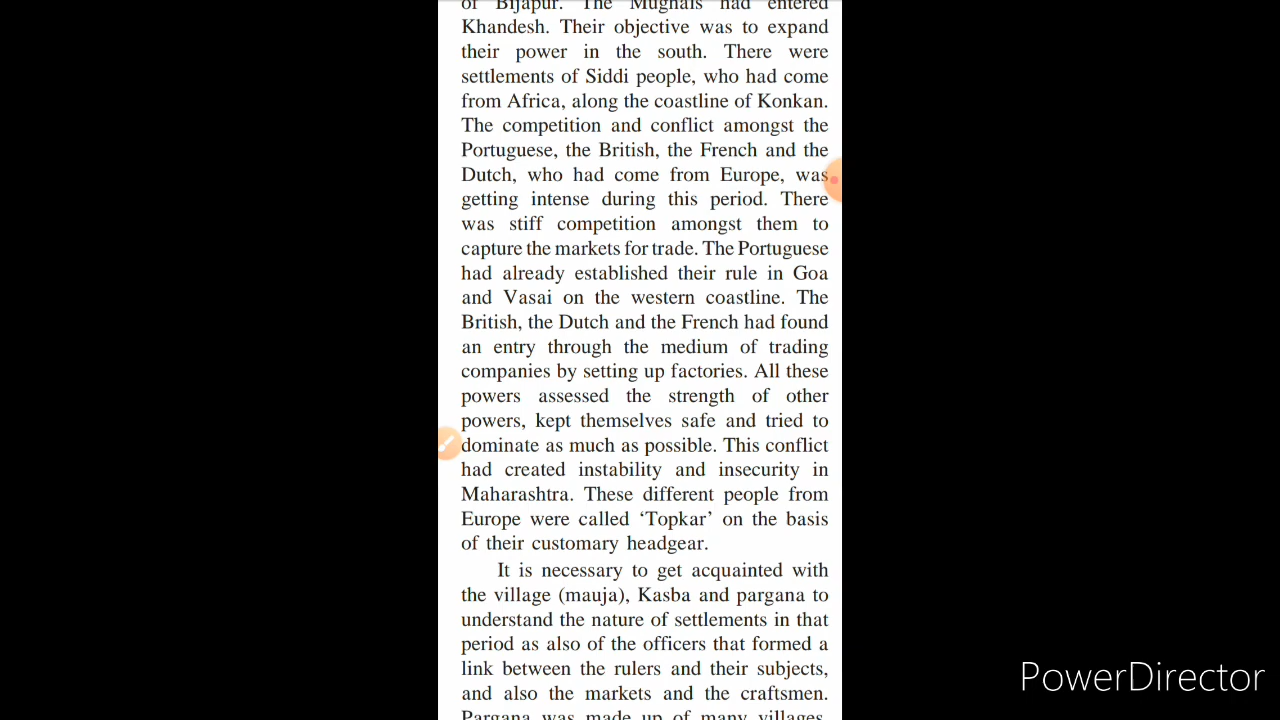 of Bijapur. The Mughals had entered
Khandesh. Their objective was to expand
their power in the south. There were
settlements of Siddi people, who had come
from Africa, along the coastline of Konkan.
The competition and conflict amongst the
Portuguese, the British, the French and the
Dutch, who had come from Europe, was
getting intense during this period. There
was stiff competition amongst them to
capture the markets for trade. The Portuguese
had already established their rule in Goa
and Vasai on the western coastline. The
British, the Dutch and the French had found
an entry through the medium of trading
companies by setting up factories. All these
powers assessed the strength of other
powers, kept themselves safe and tried to
dominate as much as possible. This conflict
had created instability and insecurity in
Maharashtra. These different people from
Europe were called ‘Topkar’ on the basis
of their customary headgear.
It is necessary to get acquainted with
the village (mauja), Kasba and pargana to
understand the nature of settlements in that
period as also of the officers that formed a
link between the rulers and their subjects,
and also the markets and the craftsmen.
Pargana was made up of many villages.
PowerDirector